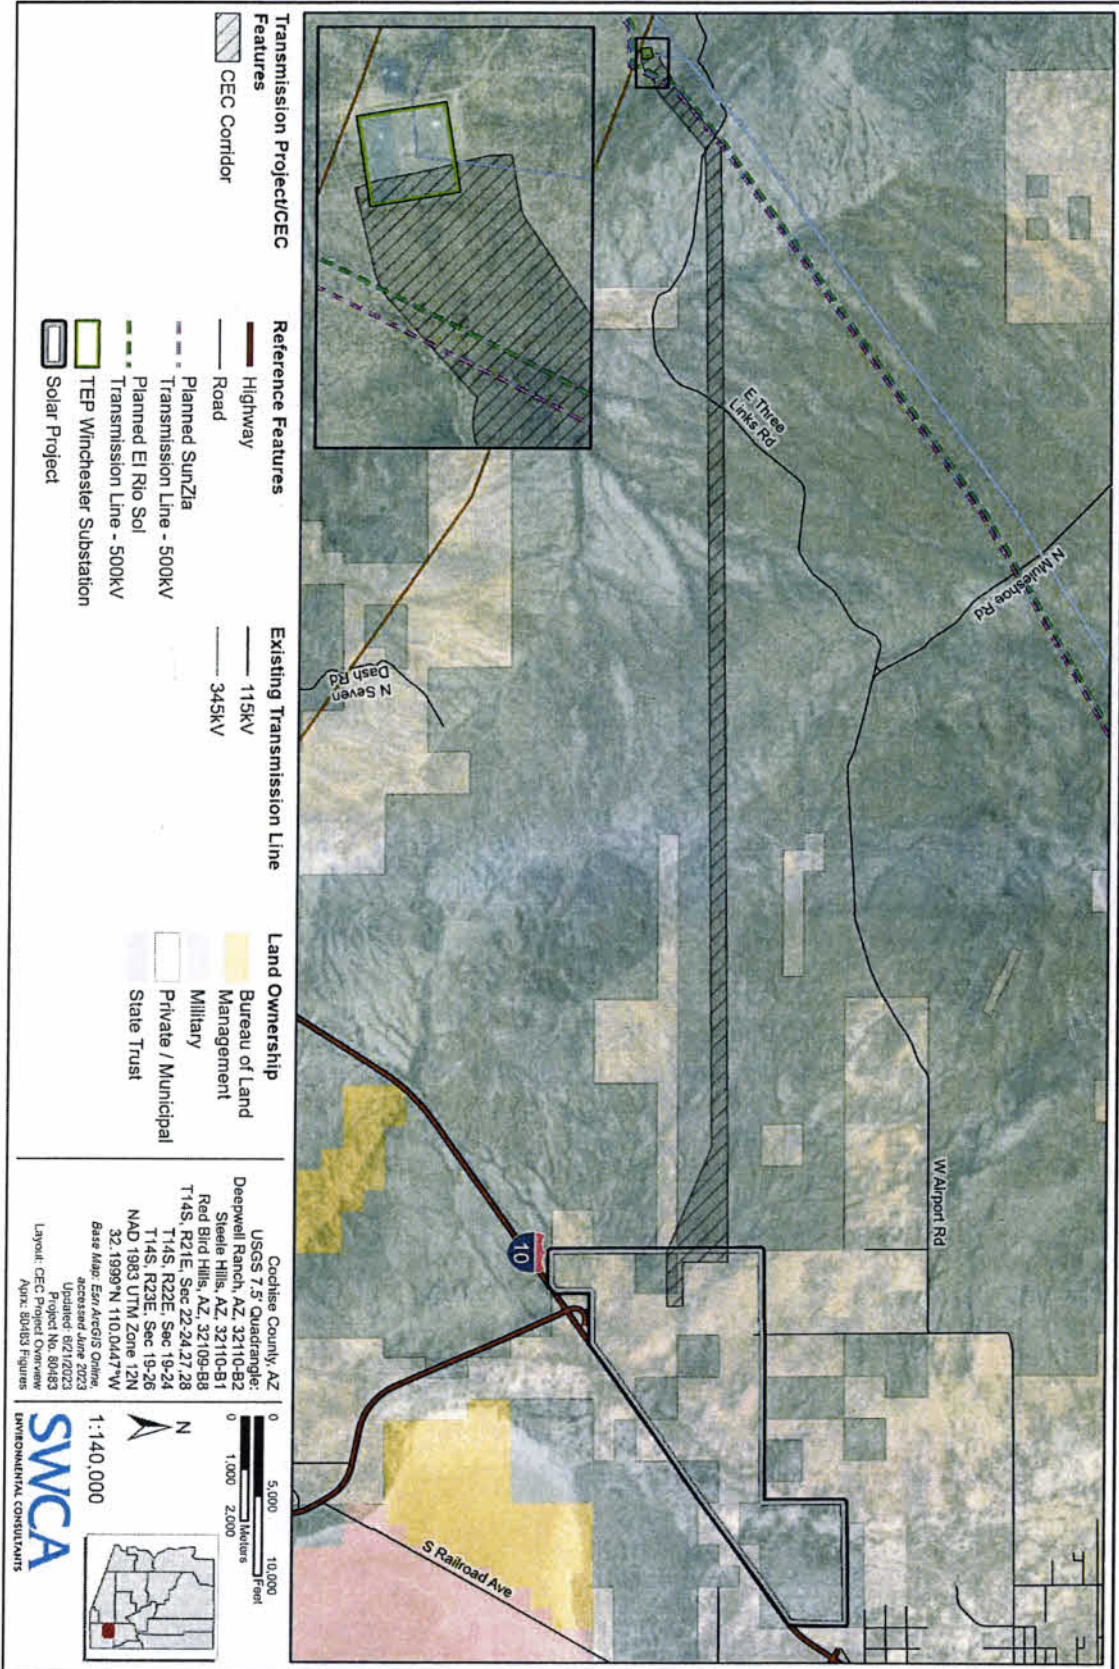 E Three
Links Rd
N Muleshoe Rd
W Airport Rd
N Seven
Dash Rd
10
S Railroad Ave
Transmission Project/CEC
Features
CEC Corridor
Reference Features
Highway
Road
Planned SunZia
Transmission Line - 500kV
Planned El Rio Sol
Transmission Line - 500kV
TEP Winchester Substation
Solar Project
Existing Transmission Line
115kV
345kV
Land Ownership
Bureau of Land
Management
Military
Private / Municipal
State Trust
Cochise County, AZ
USGS 7.5' Quadrangle:
Deepwell Ranch, AZ, 32110-B2
Steele Hills, AZ, 32110-B1
Red Bird Hills, AZ, 32109-B8
T14S, R21E, Sec 22-24,27,28
T14S, R22E, Sec 19-24
T14S, R23E, Sec 19-26
NAD 1983 UTM Zone 12N
32.1999°N 110.0447°W
Base Map: Esri ArcGIS Online,
accessed June 2023
Updated: 6/21/2023
Project No. 80483
Layout: CEC Project Overview
Aprx: 80483 Figures
0 5,000 10,000
Feet
Meters
0 1,000 2,000
N
1:140,000
SWCA
ENVIRONMENTAL CONSULTANTS